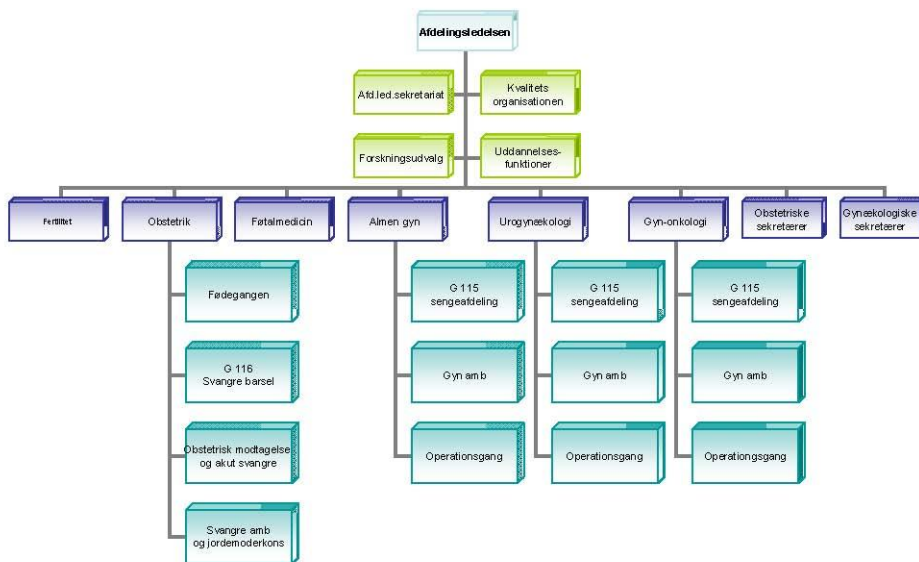 Afdelingsledelsen
Afd.led.sekretariat
Kvalitets
organisationen
Forskningsudvalg
Uddannelses-
funktioner
Fertilitet
Obstetrik
Føtalmedicin
Almen gyn
Urogynækologi
Gyn-onkologi
Obstetriske
sekretærer
Gynækologiske
sekretærer
Fødegangen
G 115
sengeafdeling
G 115
sengeafdeling
G 115
sengeafdeling
G 116
Svangre barsel
Gyn amb
Gyn amb
Gyn amb
Obstetrisk modtagelse
og akut svangre
Operationsgang
Operationsgang
Operationgsgang
Svangre amb
og jordemoderkons